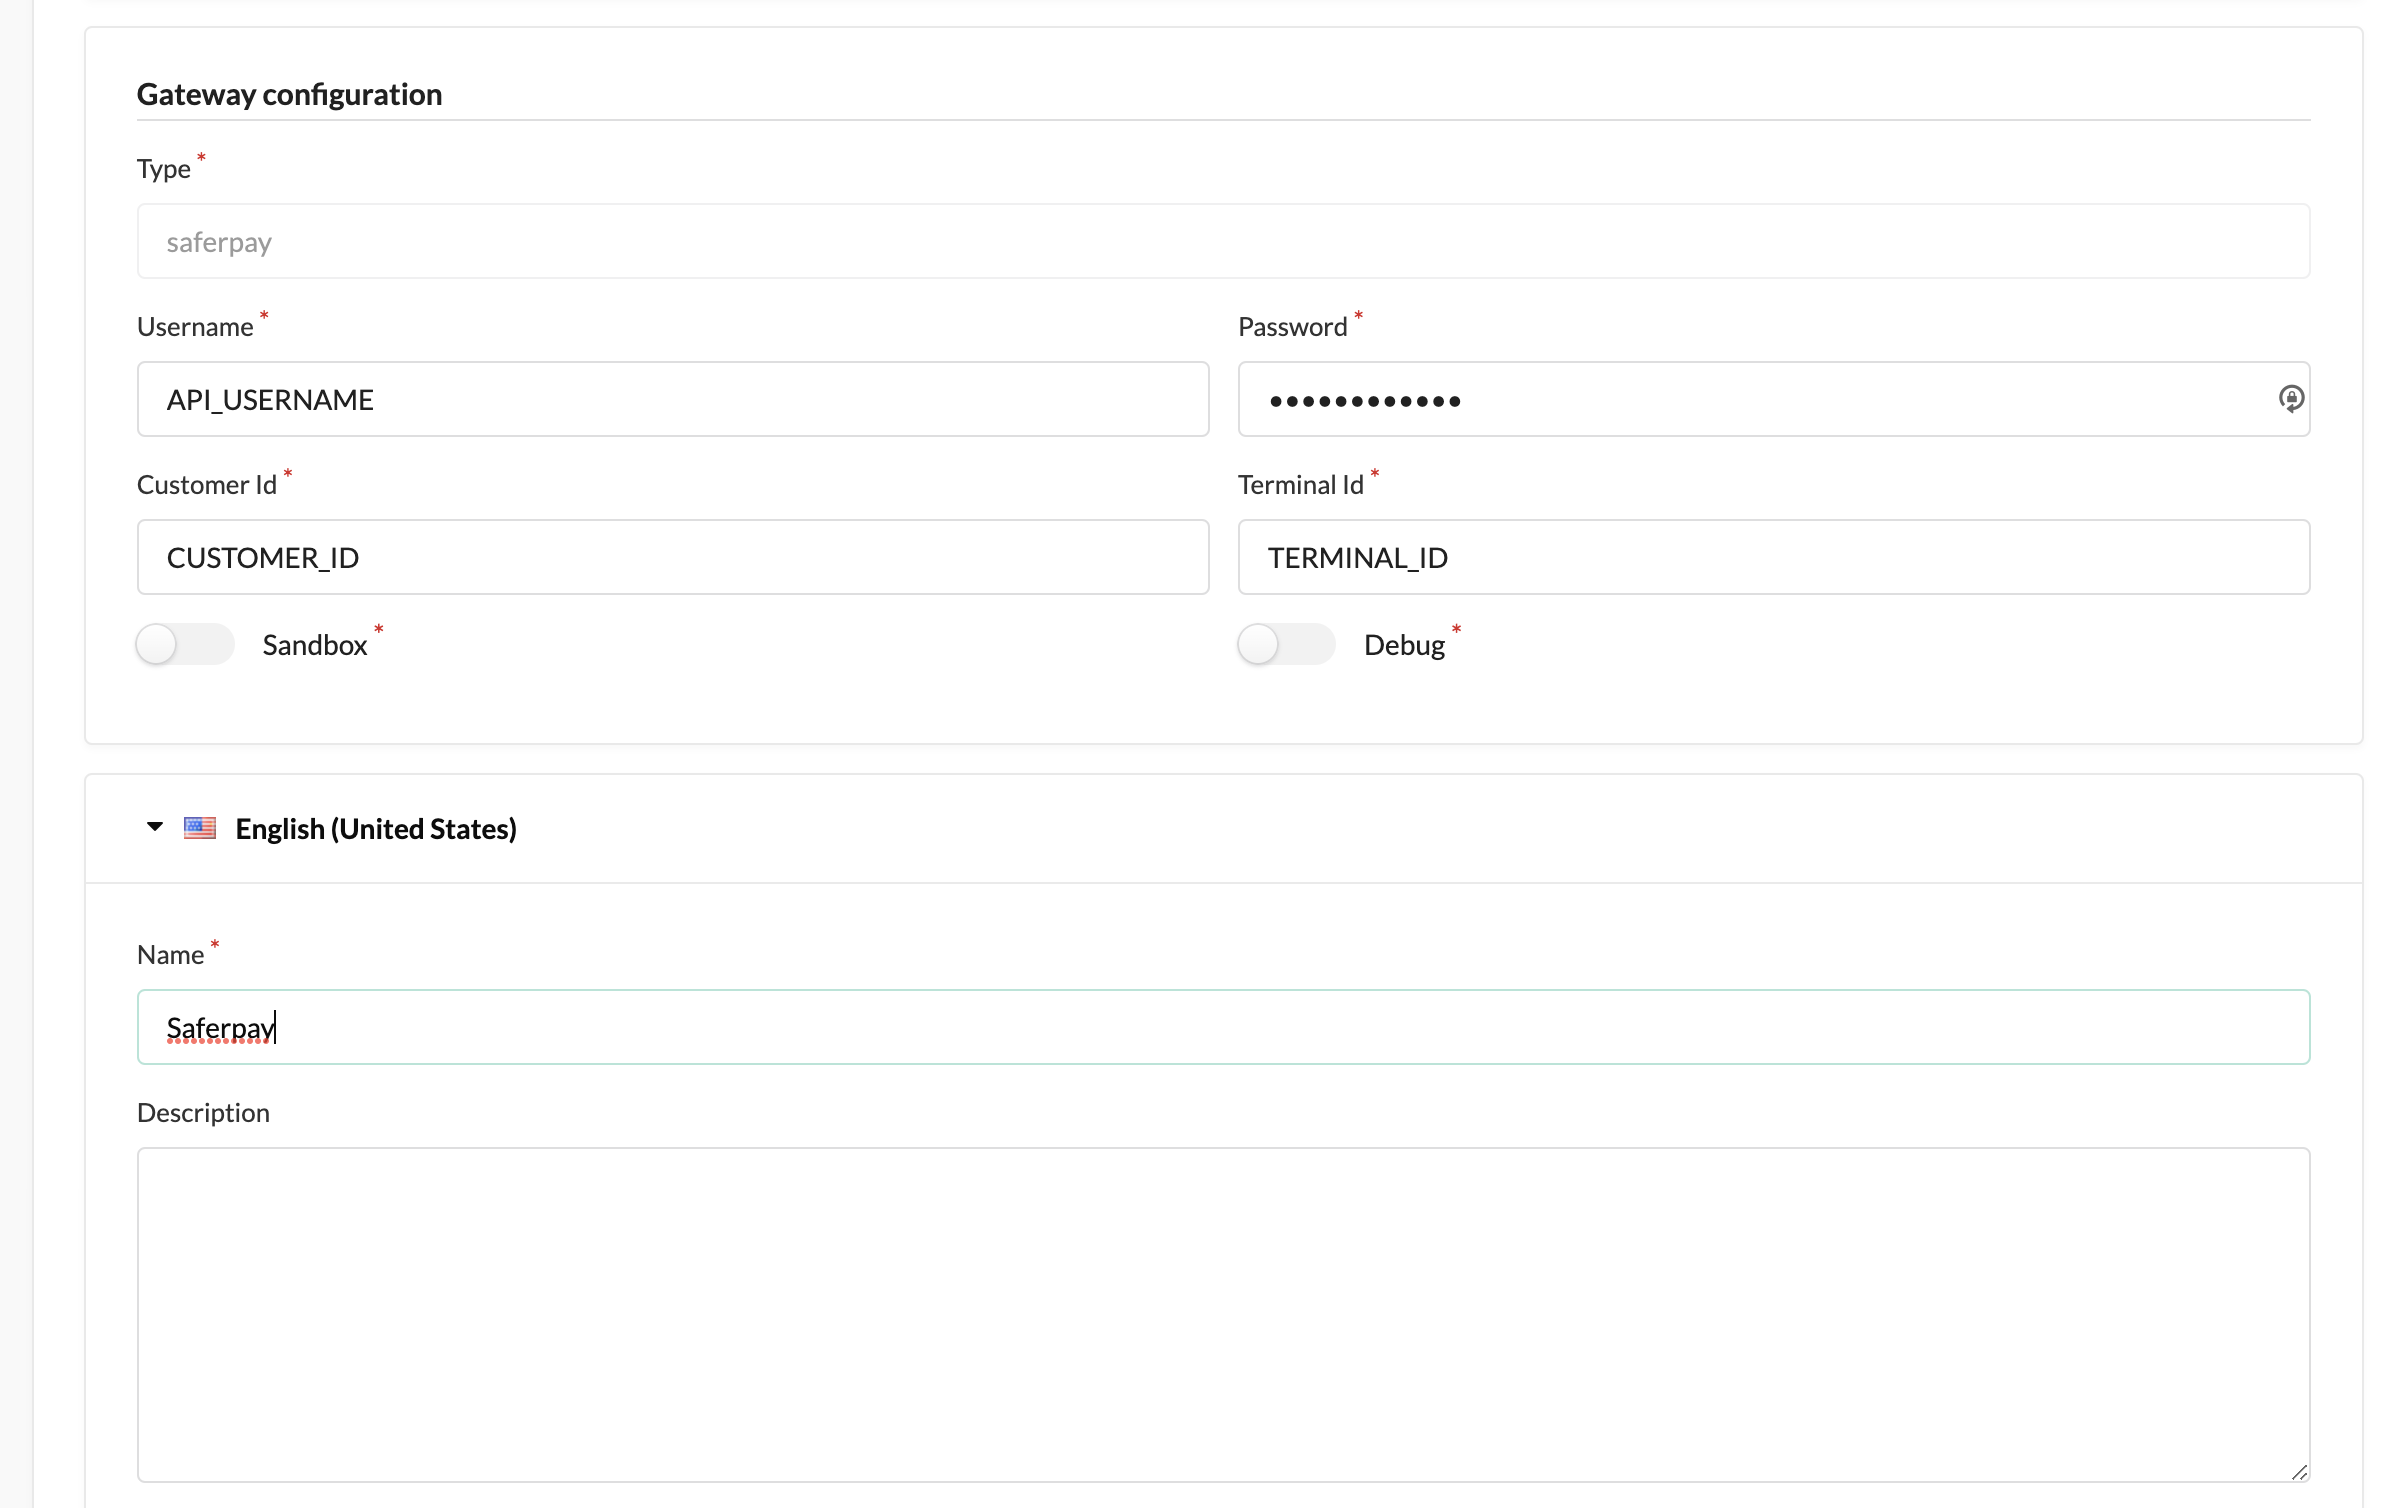 Gateway configuration
Type *
saferpay
Username *
Password *
API_USERNAME
••••••••••••
Customer Id *
Terminal Id *
CUSTOMER_ID
TERMINAL_ID
Sandbox *
Debug *
English (United States)
Name *
Saferpay
Description